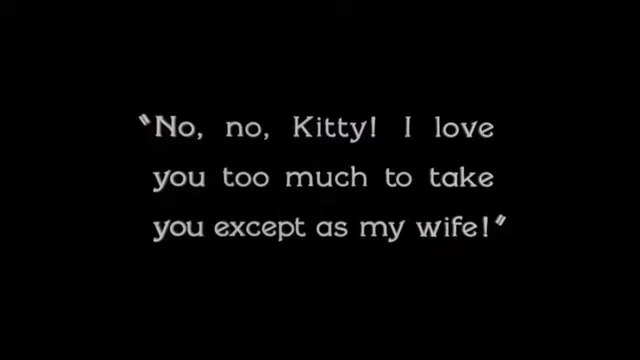 "No, no, Kitty! I love
you too much to take
you except as my wife!"